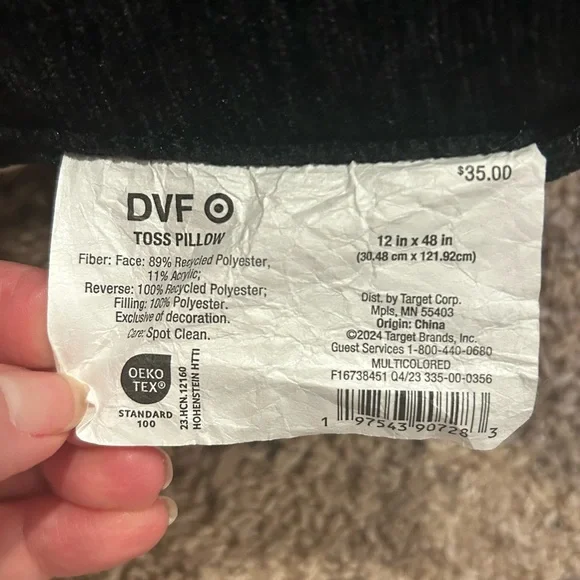 $35.00
DVF
TOSS PILLOW
Fiber: Face: 89% Recycled Polyester,
11% Acrylic;
Reverse: 100% Recycled Polyester;
Filling: 100% Polyester.
Exclusive of decoration.
Care: Spot Clean.
OEKO
TEX®
STANDARD
100
23.HCN.12160
HOHENSTEIN HTTI
12 in x 48 in
(30.48 cm x 121.92cm)
Dist. by Target Corp.
Mpls, MN 55403
Origin: China
©2024 Target Brands, Inc.
Guest Services 1-800-440-0680
MULTICOLORED
F16738451 Q4/23 335-00-0356
1 97543 90728 3